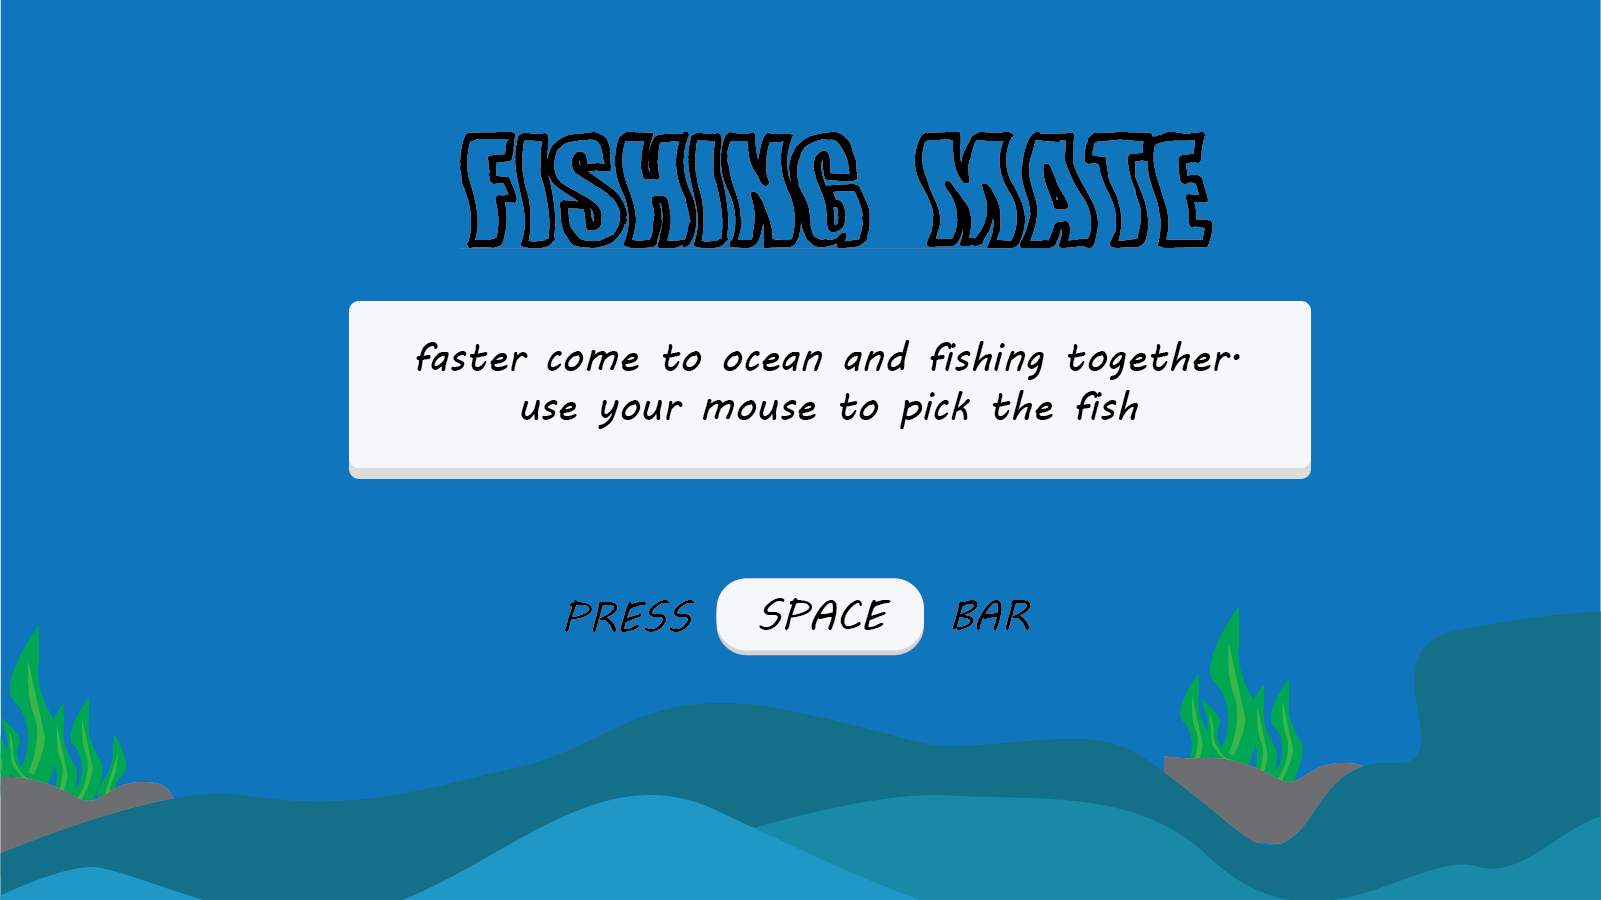 FISHING MATE
faster come to ocean and fishing together.
use your mouse to pick the fish
PRESS SPACE BAR